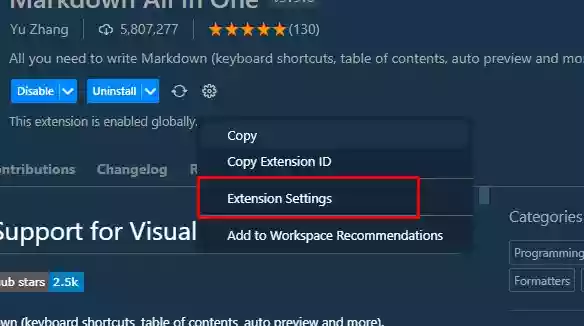 Markdown All in One
Yu Zhang 5,807,277 (130)
All you need to write Markdown (keyboard shortcuts, table of contents, auto preview and mo
Disable Uninstall
This extension is enabled globally.
Copy
Copy Extension ID
Extension Settings
Add to Workspace Recommendations
ntributions Changelog R
Categories
Programming
Formatters
Support for Visual
ub stars 2.5k
wn (keyboard shortcuts, table of contents, auto preview and more).